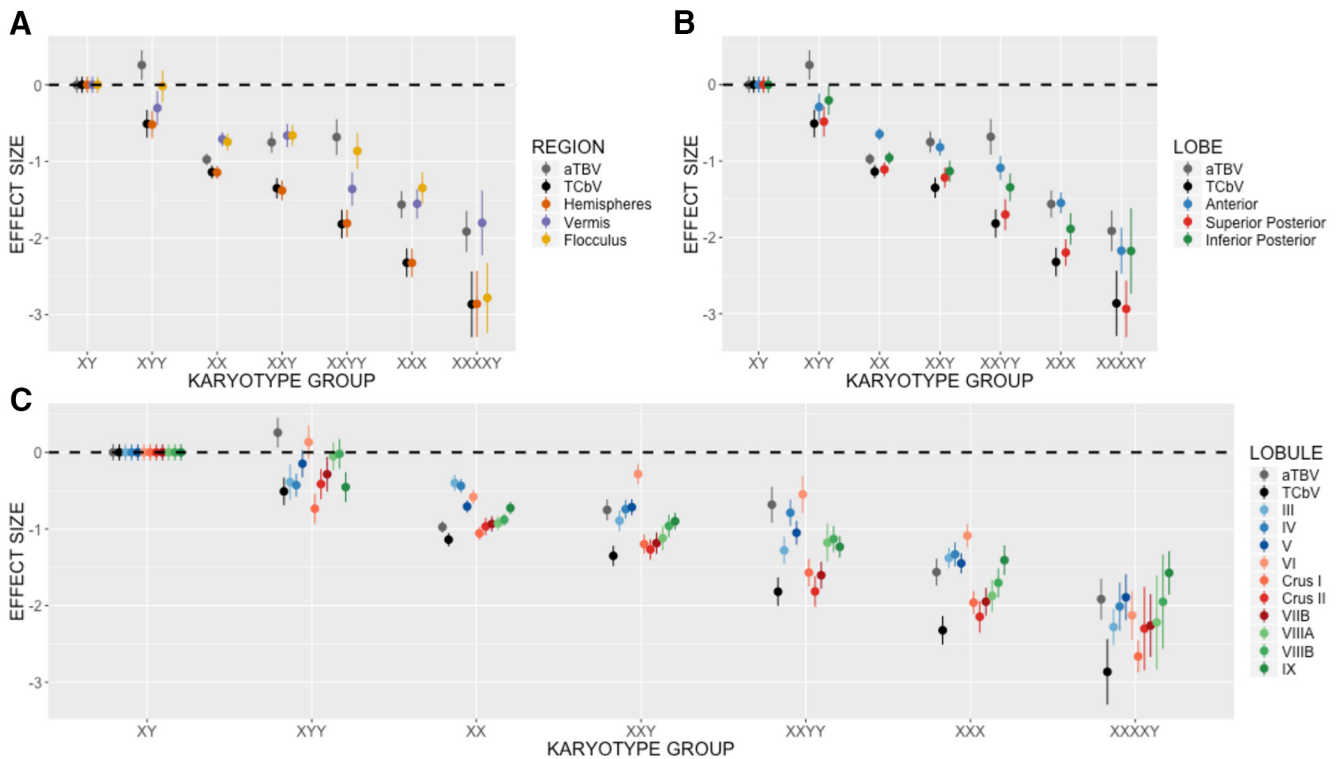 A
EFFECT SIZE
0
-1
-2
-3
XY XYY XX XXY XXYY XXX XXXXY
KARYOTYPE GROUP
REGION
aTBV
TCbV
Hemispheres
Vermis
Flocculus
B
EFFECT SIZE
0
-1
-2
-3
XY XYY XX XXY XXYY XXX XXXXY
KARYOTYPE GROUP
LOBE
aTBV
TCbV
Anterior
Superior Posterior
Inferior Posterior
C
EFFECT SIZE
0
-1
-2
-3
XY XYY XX XXY XXYY XXX XXXXY
KARYOTYPE GROUP
LOBULE
aTBV
TCbV
III
IV
V
VI
Crus I
Crus II
VIIB
VIIIA
VIIIB
IX